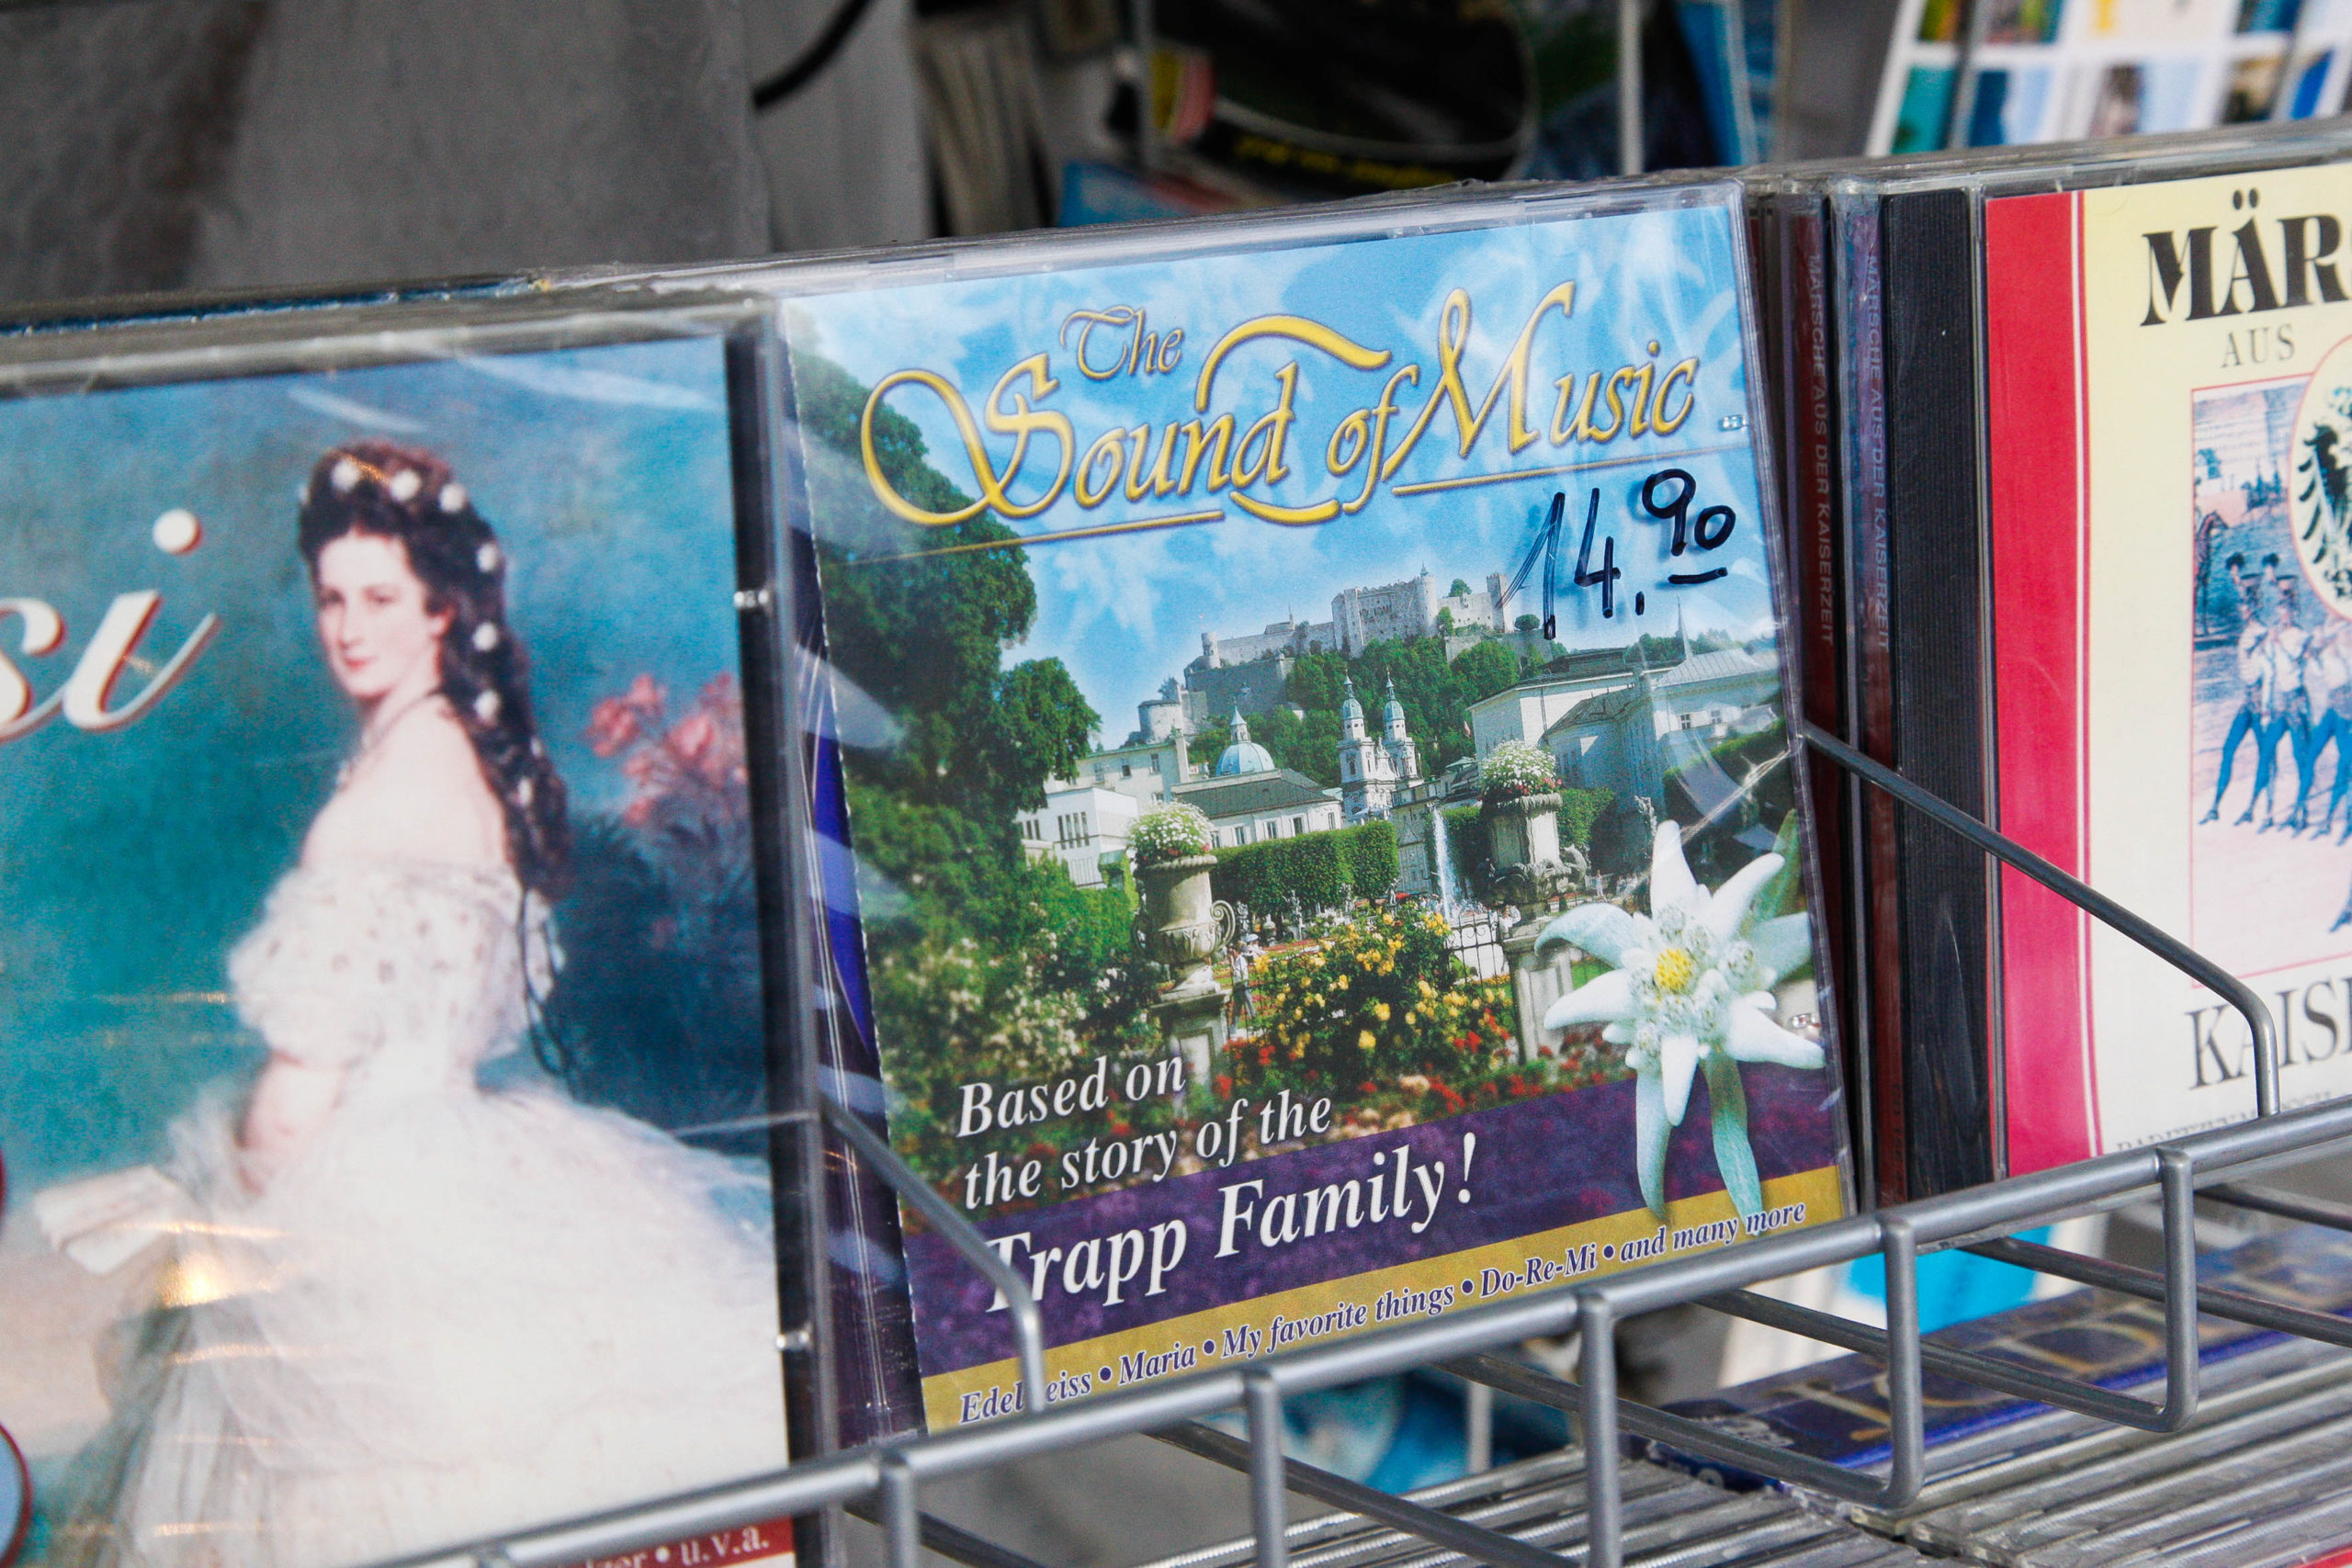 si
u.v.a.
The
Sound of Music
14.90
Based on
the story of the
Trapp Family!
Edelweiss • Maria • My favorite things • Do-Re-Mi • and many more
MÄRSCHE AUS DER KAISERZEIT
MÄRSCHE AUS DER KAISERZEIT
MÄR
AUS
KAIS